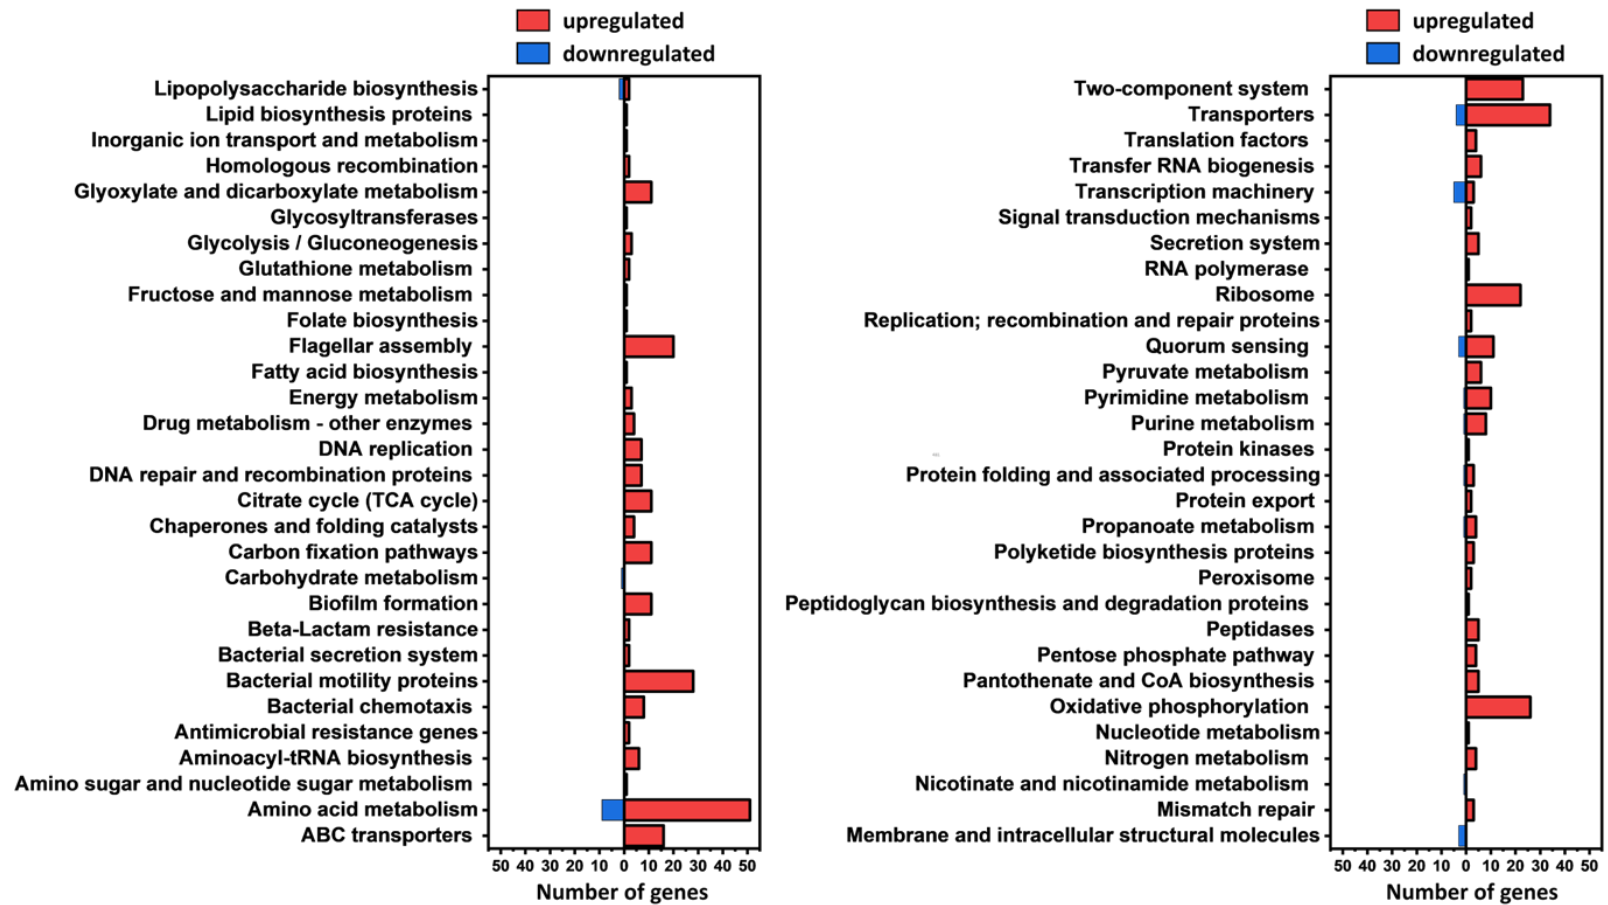 upregulated
downregulated
Lipopolysaccharide biosynthesis
Lipid biosynthesis proteins
Inorganic ion transport and metabolism
Homologous recombination
Glyoxylate and dicarboxylate metabolism
Glycosyltransferases
Glycolysis / Gluconeogenesis
Glutathione metabolism
Fructose and mannose metabolism
Folate biosynthesis
Flagellar assembly
Fatty acid biosynthesis
Energy metabolism
Drug metabolism - other enzymes
DNA replication
DNA repair and recombination proteins
Citrate cycle (TCA cycle)
Chaperones and folding catalysts
Carbon fixation pathways
Carbohydrate metabolism
Biofilm formation
Beta-Lactam resistance
Bacterial secretion system
Bacterial motility proteins
Bacterial chemotaxis
Antimicrobial resistance genes
Aminoacyl-tRNA biosynthesis
Amino sugar and nucleotide sugar metabolism
Amino acid metabolism
ABC transporters
50 40 30 20 10 0 10 20 30 40 50
Number of genes
upregulated
downregulated
Two-component system
Transporters
Translation factors
Transfer RNA biogenesis
Transcription machinery
Signal transduction mechanisms
Secretion system
RNA polymerase
Ribosome
Replication; recombination and repair proteins
Quorum sensing
Pyruvate metabolism
Pyrimidine metabolism
Purine metabolism
Protein kinases
Protein folding and associated processing
Protein export
Propanoate metabolism
Polyketide biosynthesis proteins
Peroxisome
Peptidoglycan biosynthesis and degradation proteins
Peptidases
Pentose phosphate pathway
Pantothenate and CoA biosynthesis
Oxidative phosphorylation
Nucleotide metabolism
Nitrogen metabolism
Nicotinate and nicotinamide metabolism
Mismatch repair
Membrane and intracellular structural molecules
50 40 30 20 10 0 10 20 30 40 50
Number of genes